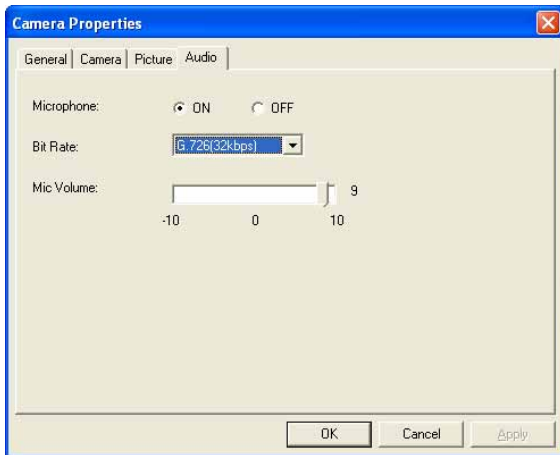 Camera Properties
General Camera Picture Audio
Microphone: ON OFF
Bit Rate: G.726(32kbps)
Mic Volume: 9
-10 0 10
OK Cancel Apply